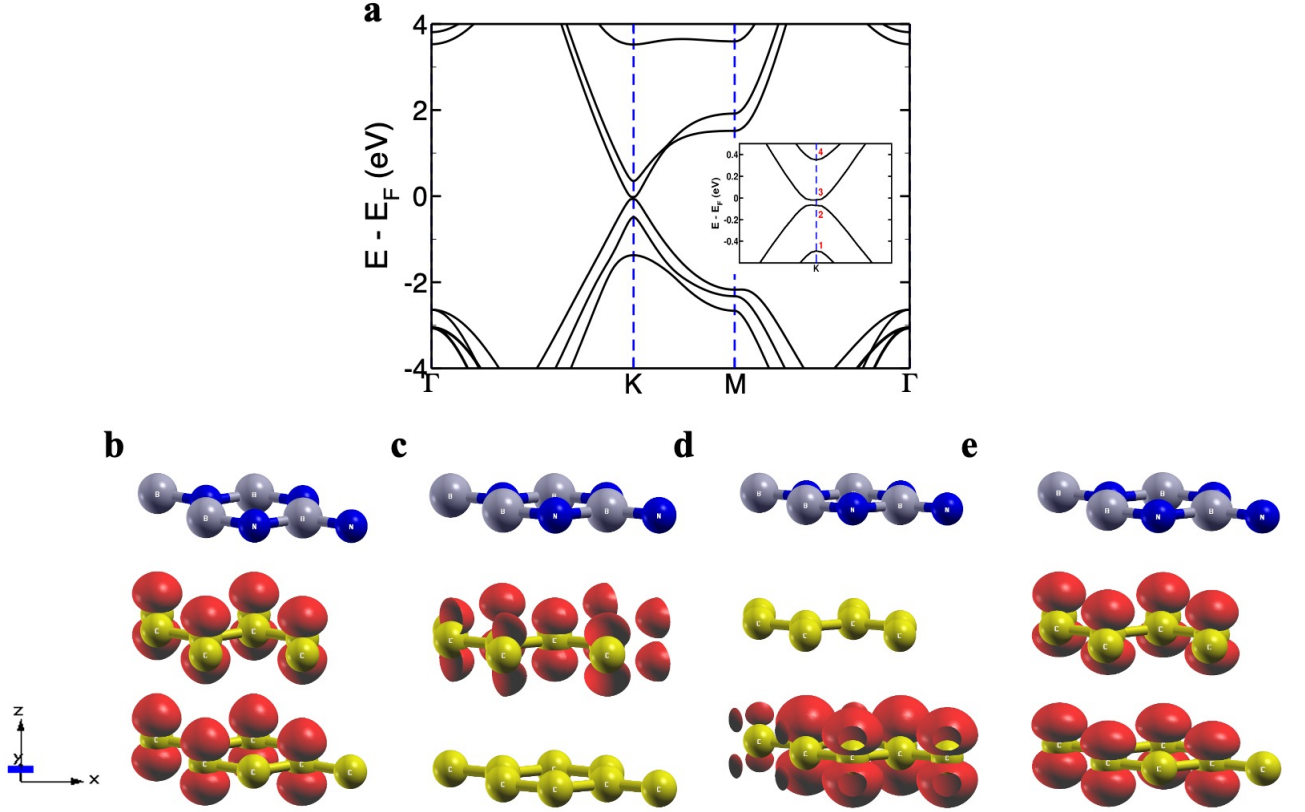 a
4
2
0
-2
-4
E - E_F (eV)
Γ K M Γ
0.4
0.2
0
-0.2
-0.4
E - E_F (eV)
4
3
2
1
K
b c d e
B B B B N N
B B B N N
B B N N
B B B N N
C C C C
C C C
C C C C
C C C C
C C C C C
C C C C C C
C C C C C
C C C C C
z
Y
x